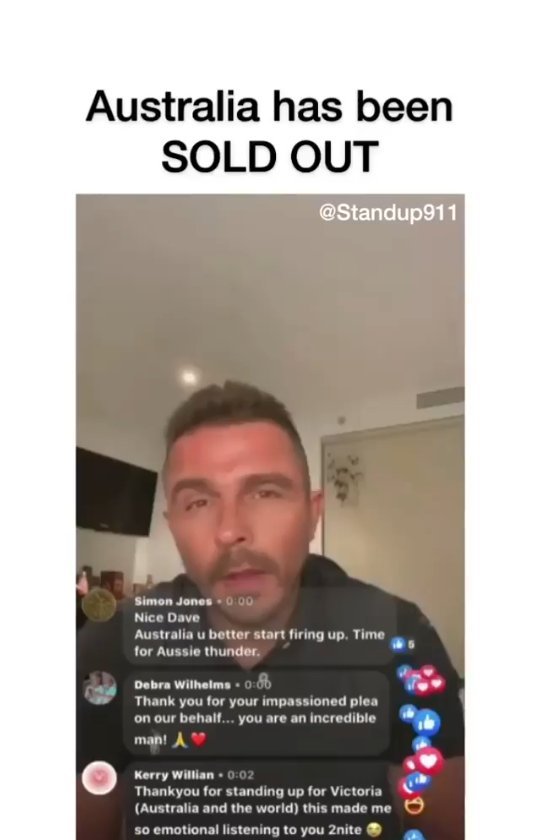 Australia has been
SOLD OUT
@Standup911
Simon Jones • 0:00
Nice Dave
Australia u better start firing up. Time
for Aussie thunder.
5
Debra Wilhelms • 0:00
Thank you for your impassioned plea
on our behalf... you are an incredible
man! 🙏❤️
Kerry Willian • 0:02
Thankyou for standing up for Victoria
(Australia and the world) this made me
so emotional listening to you 2nite 😭